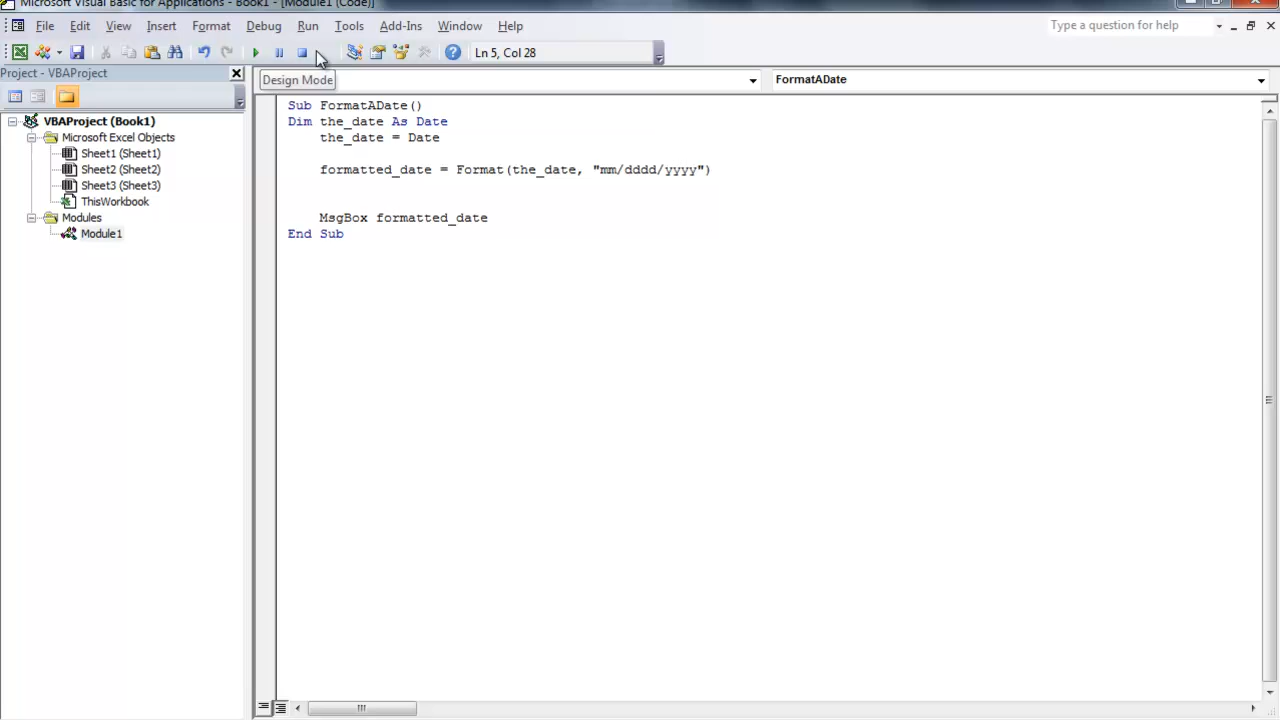 Microsoft Visual Basic for Applications - Book1 - [Module1 (Code)]
File Edit View Insert Format Debug Run Tools Add-Ins Window Help Type a question for help
Ln 5, Col 28
Project - VBAProject
Design Mode
FormatADate
VBAProject (Book1)
Microsoft Excel Objects
Sheet1 (Sheet1)
Sheet2 (Sheet2)
Sheet3 (Sheet3)
ThisWorkbook
Modules
Module1
Sub FormatADate()
Dim the_date As Date
the_date = Date
formatted_date = Format(the_date, "mm/dddd/yyyy")
MsgBox formatted_date
End Sub